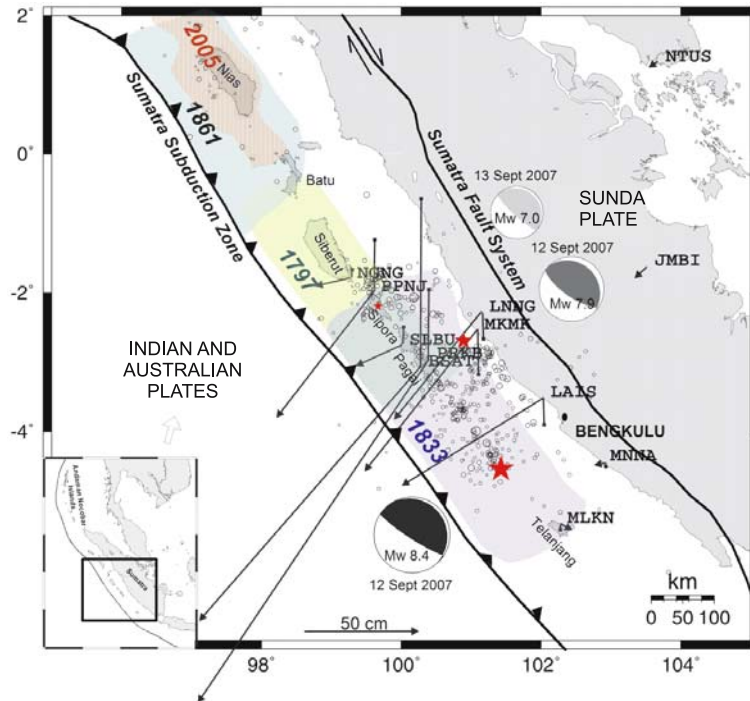 2°
0°
-2°
-4°
98°
100°
102°
104°
2005
Nias
1861
Sumatra Subduction Zone
Batu
1797
Siberut
NGNG
PPNJ
Sipora
Pagai
SLBU
PRKB
BSAT
LNNG
MKMK
LAIS
BENGKULU
MNNA
MLKN
Telanjang
1833
NTUS
13 Sept 2007
Mw 7.0
SUNDA
PLATE
12 Sept 2007
Mw 7.9
JMBI
Sumatra Fault System
INDIAN AND
AUSTRALIAN
PLATES
Mw 8.4
12 Sept 2007
50 cm
km
0 50 100
Sumatra